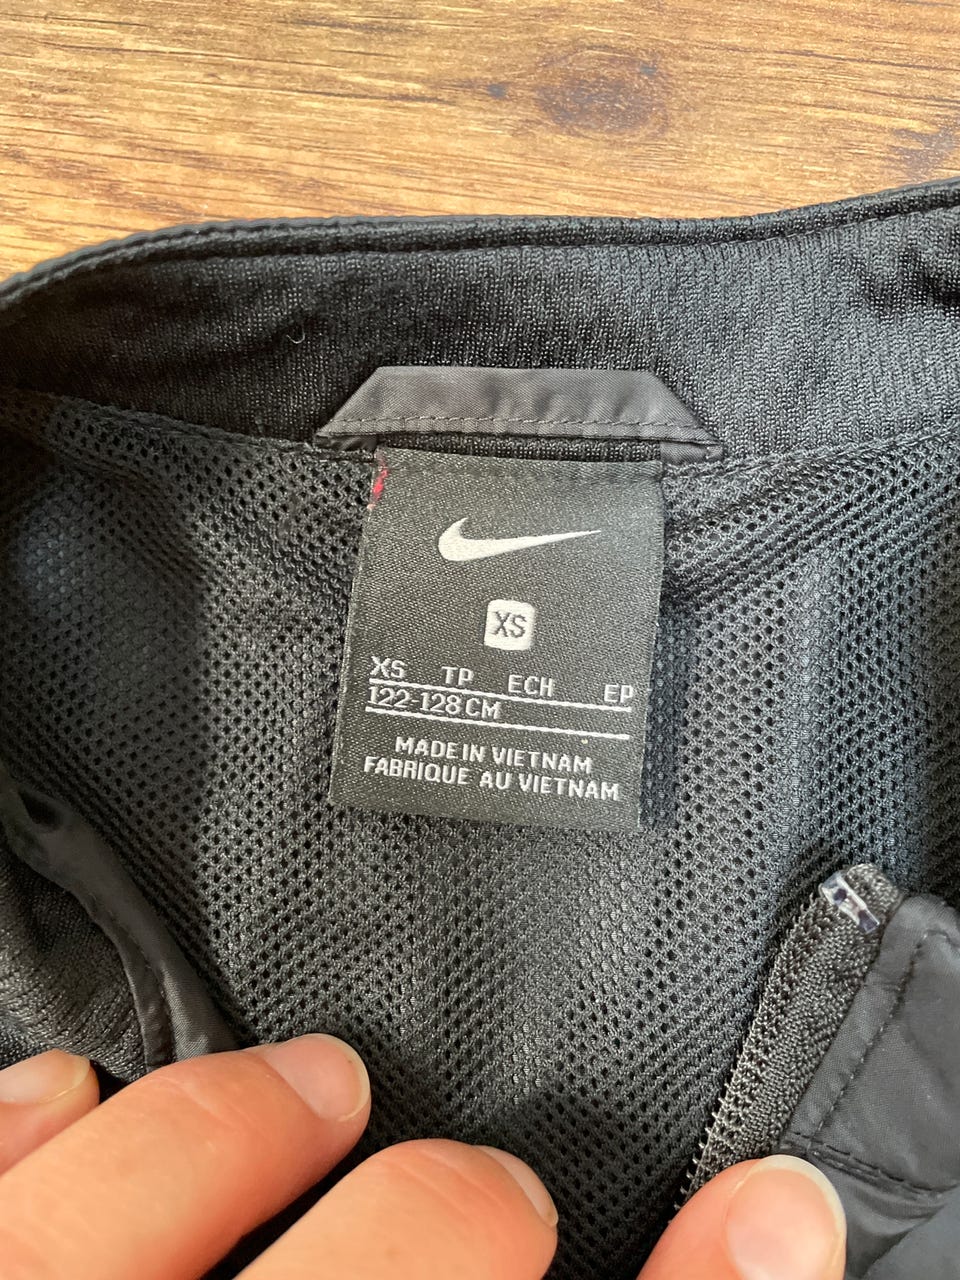 XS
XS TP ECH EP
122-128 CM
MADE IN VIETNAM
FABRIQUE AU VIETNAM